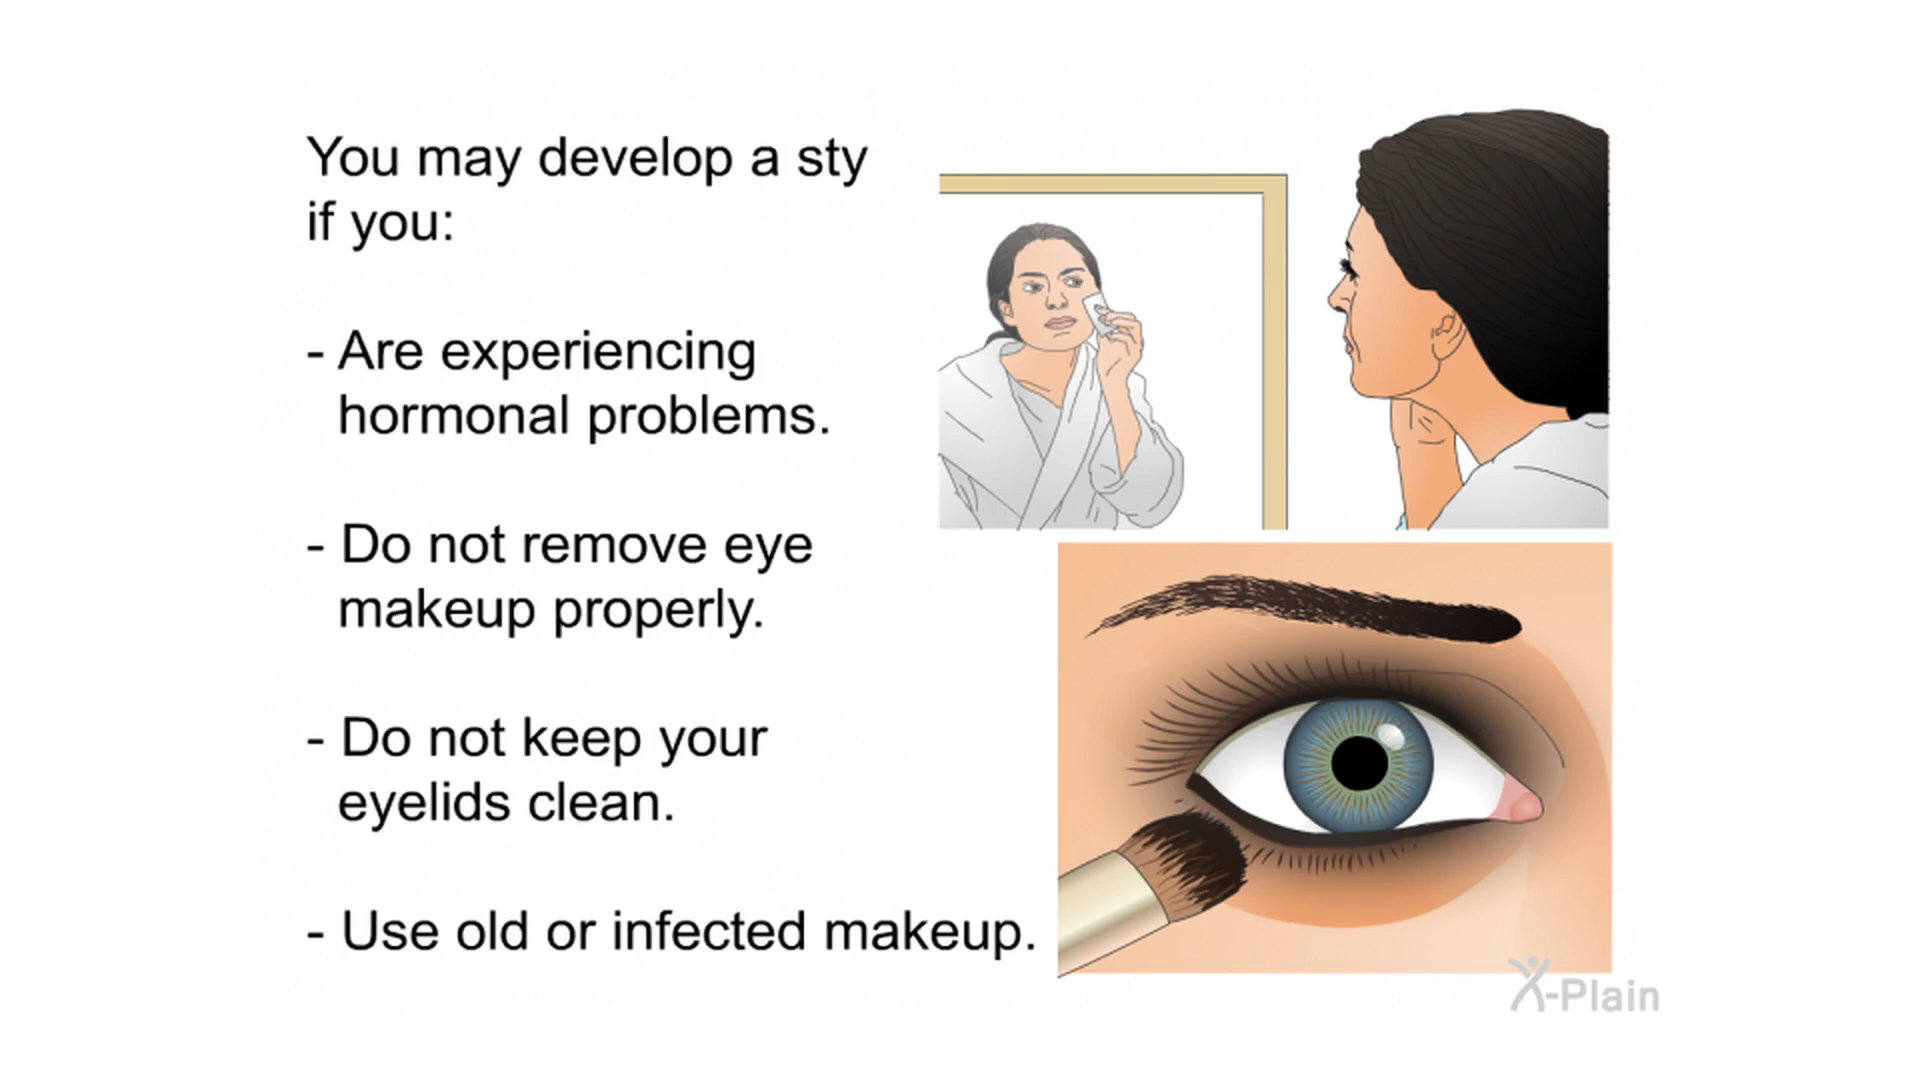 You may develop a sty
if you:
- Are experiencing
hormonal problems.
- Do not remove eye
makeup properly.
- Do not keep your
eyelids clean.
- Use old or infected makeup.
X-Plain